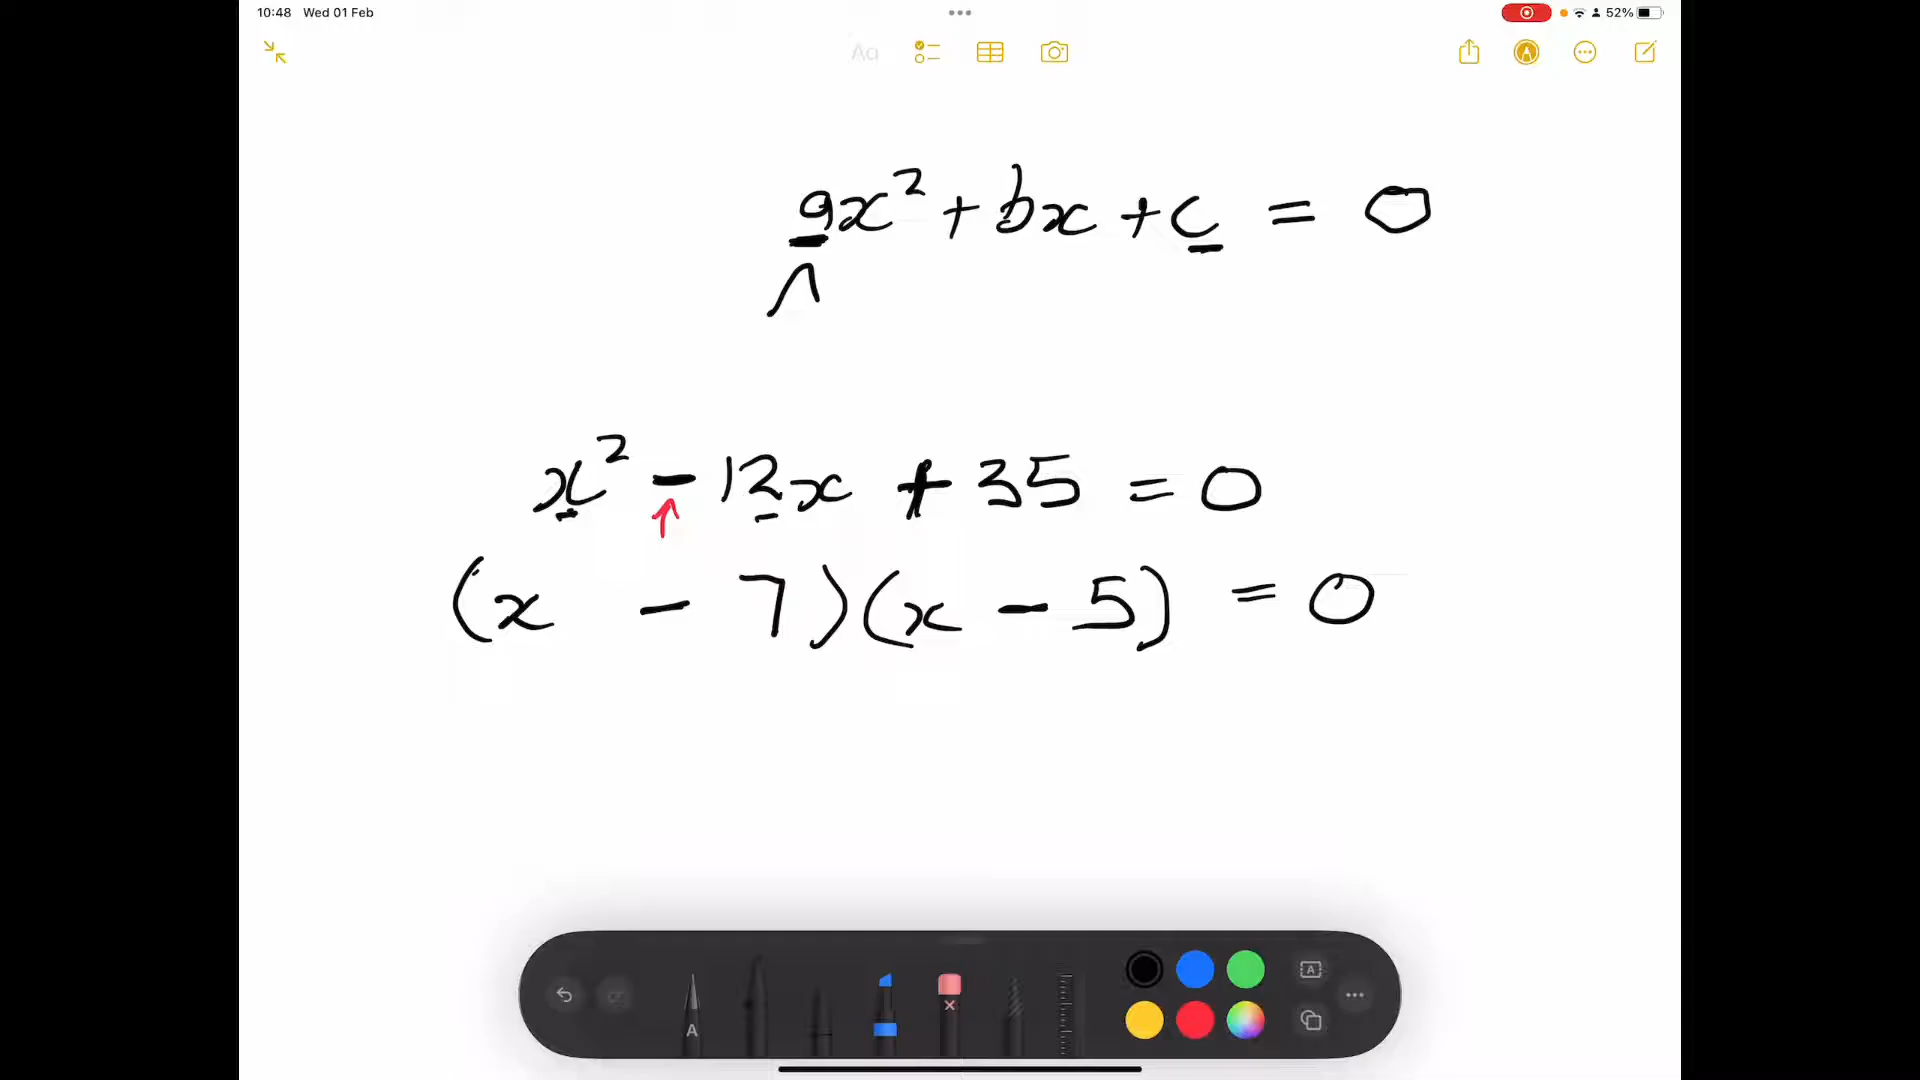 10:48 Wed 01 Feb
52%
Aa
ax² + bx + c = 0
x² - 12x + 35 = 0
(x - 7)(x - 5) = 0
A
A